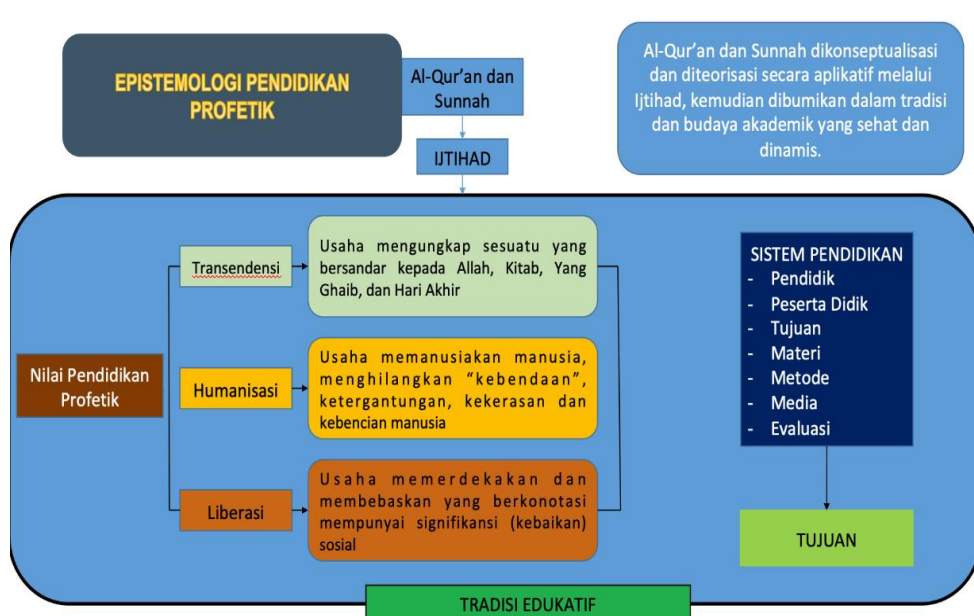 EPISTEMOLOGI PENDIDIKAN
PROFETIK
Al-Qur’an dan
Sunnah
IJTIHAD
Al-Qur’an dan Sunnah dikonseptualisasi
dan diteorisasi secara aplikatif melalui
Ijtihad, kemudian dibumikan dalam tradisi
dan budaya akademik yang sehat dan
dinamis.
Nilai Pendidikan
Profetik
Transendensi
Usaha mengungkap sesuatu yang
bersandar kepada Allah, Kitab, Yang
Ghaib, dan Hari Akhir
Humanisasi
Usaha memanusiakan manusia,
menghilangkan “kebendaan”,
ketergantungan, kekerasan dan
kebencian manusia
Liberasi
Usaha memerdekakan dan
membebaskan yang berkonotasi
mempunyai signifikansi (kebaikan)
sosial
SISTEM PENDIDIKAN
- Pendidik
- Peserta Didik
- Tujuan
- Materi
- Metode
- Media
- Evaluasi
TUJUAN
TRADISI EDUKATIF